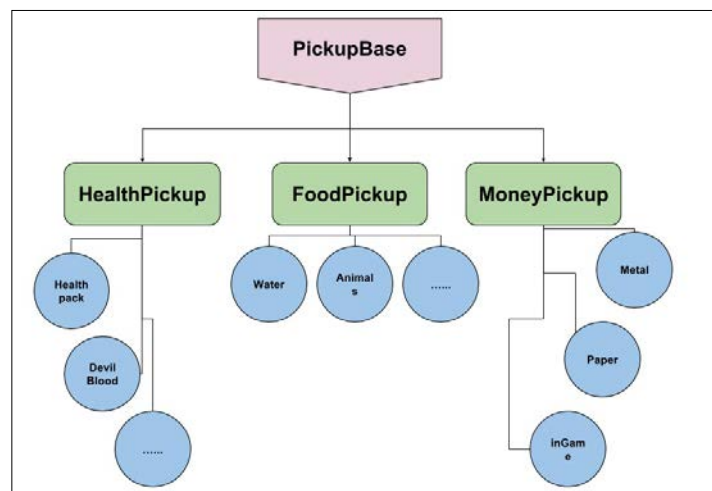 PickupBase
HealthPickup
FoodPickup
MoneyPickup
Health
pack
Water
Animal
s
......
Metal
Devil
Blood
Paper
......
inGam
e